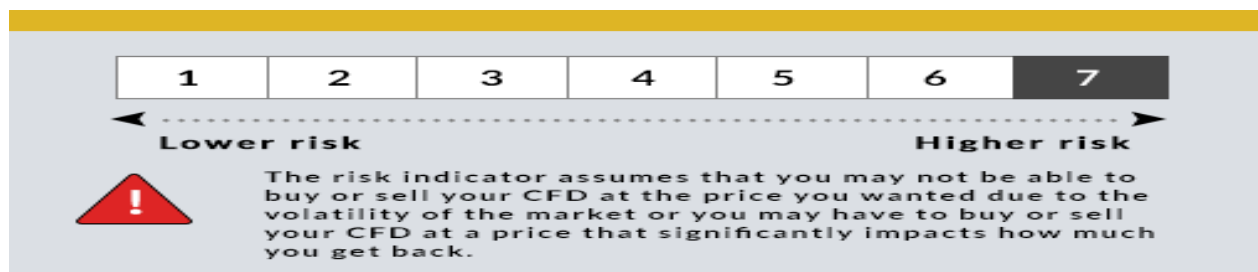 1 2 3 4 5 6 7
Lower risk Higher risk
!
The risk indicator assumes that you may not be able to
buy or sell your CFD at the price you wanted due to the
volatility of the market or you may have to buy or sell
your CFD at a price that significantly impacts how much
you get back.